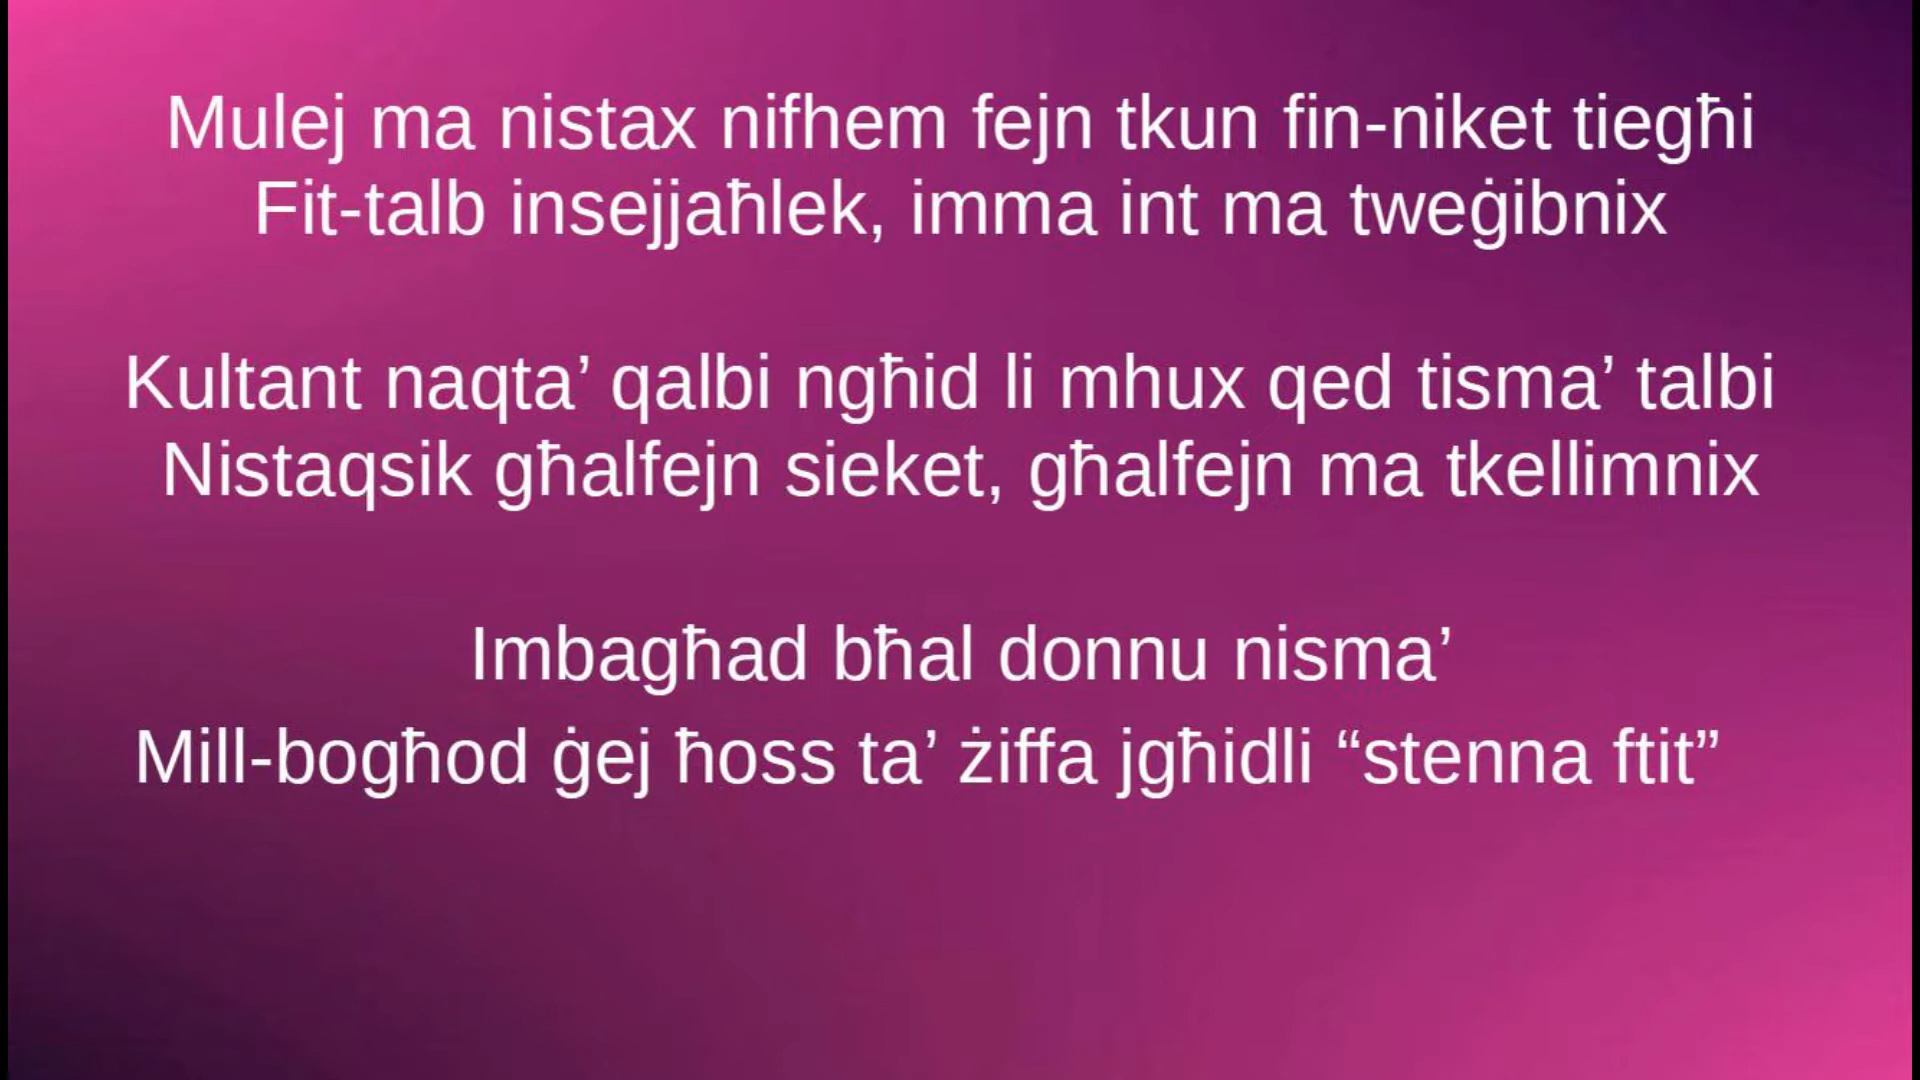 Mulej ma nistax nifhem fejn tkun fin-niket tiegħi
Fit-talb insejjaħlek, imma int ma tweġibnix
Kultant naqta’ qalbi ngħid li mhux qed tisma’ talbi
Nistaqsik għalfejn sieket, għalfejn ma tkellimnix
Imbagħad bħal donnu nisma’
Mill-bogħod ġej ħoss ta’ żiffa jgħidli “stenna ftit”